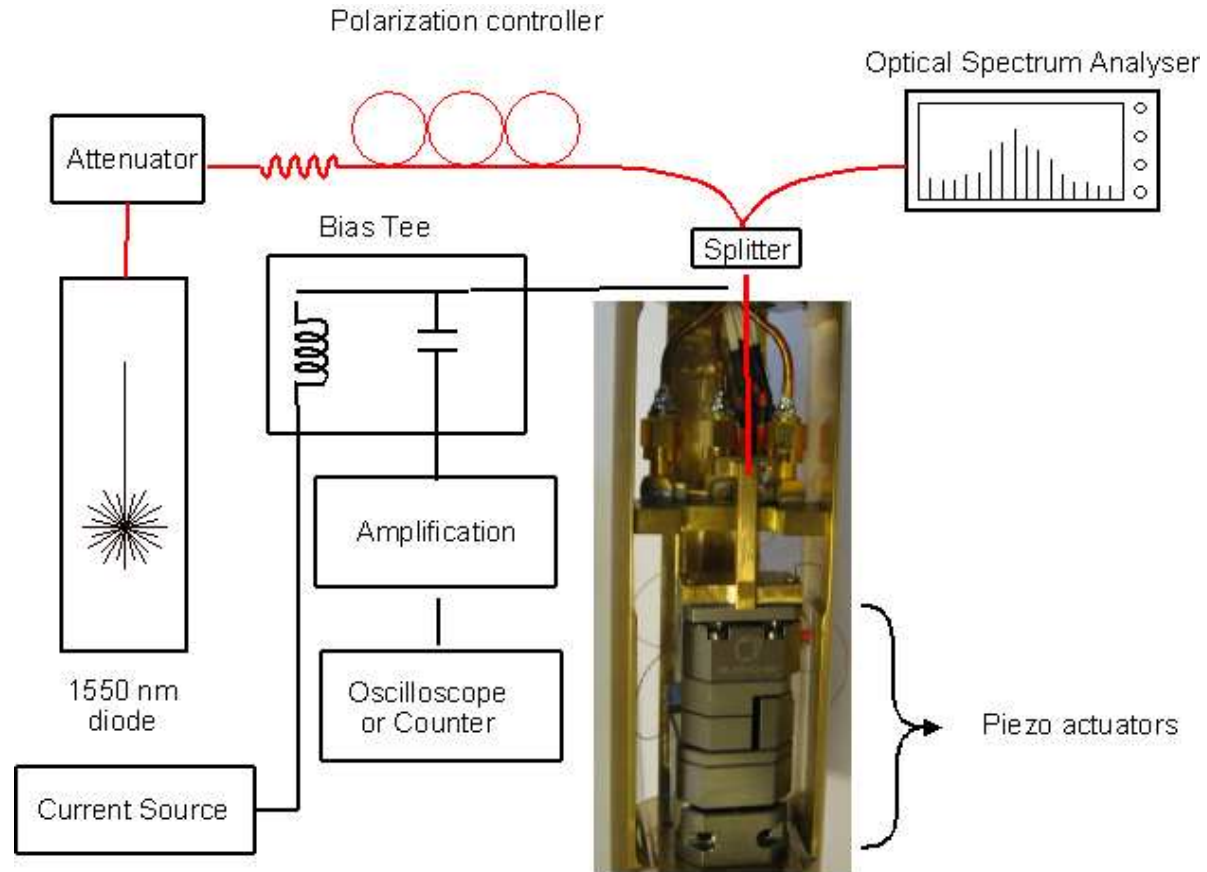 Polarization controller
Optical Spectrum Analyser
Attenuator
Bias Tee
Splitter
Amplification
1550 nm
diode
Oscilloscope
or Counter
Piezo actuators
Current Source